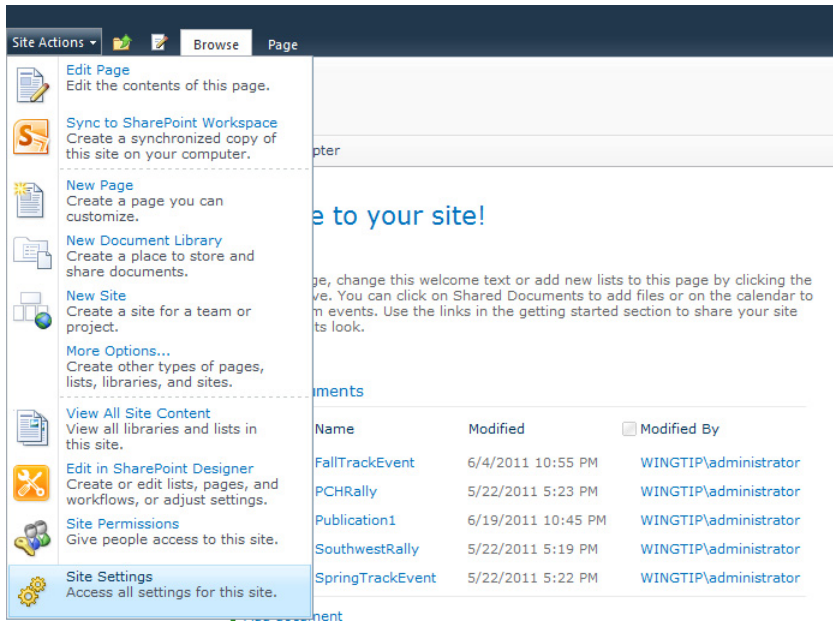 Site Actions
Browse
Page
Edit Page
Edit the contents of this page.
Sync to SharePoint Workspace
Create a synchronized copy of
this site on your computer.
New Page
Create a page you can
customize.
New Document Library
Create a place to store and
share documents.
New Site
Create a site for a team or
project.
More Options...
Create other types of pages,
lists, libraries, and sites.
View All Site Content
View all libraries and lists in
this site.
Edit in SharePoint Designer
Create or edit lists, pages, and
workflows, or adjust settings.
Site Permissions
Give people access to this site.
Site Settings
Access all settings for this site.
pter
e to your site!
ge, change this welcome text or add new lists to this page by clicking the
ve. You can click on Shared Documents to add files or on the calendar to
m events. Use the links in the getting started section to share your site
ts look.
uments
Name Modified Modified By
FallTrackEvent 6/4/2011 10:55 PM WINGTIP\administrator
PCHRally 5/22/2011 5:23 PM WINGTIP\administrator
Publication1 6/19/2011 10:45 PM WINGTIP\administrator
SouthwestRally 5/22/2011 5:19 PM WINGTIP\administrator
SpringTrackEvent 5/22/2011 5:22 PM WINGTIP\administrator
Add document